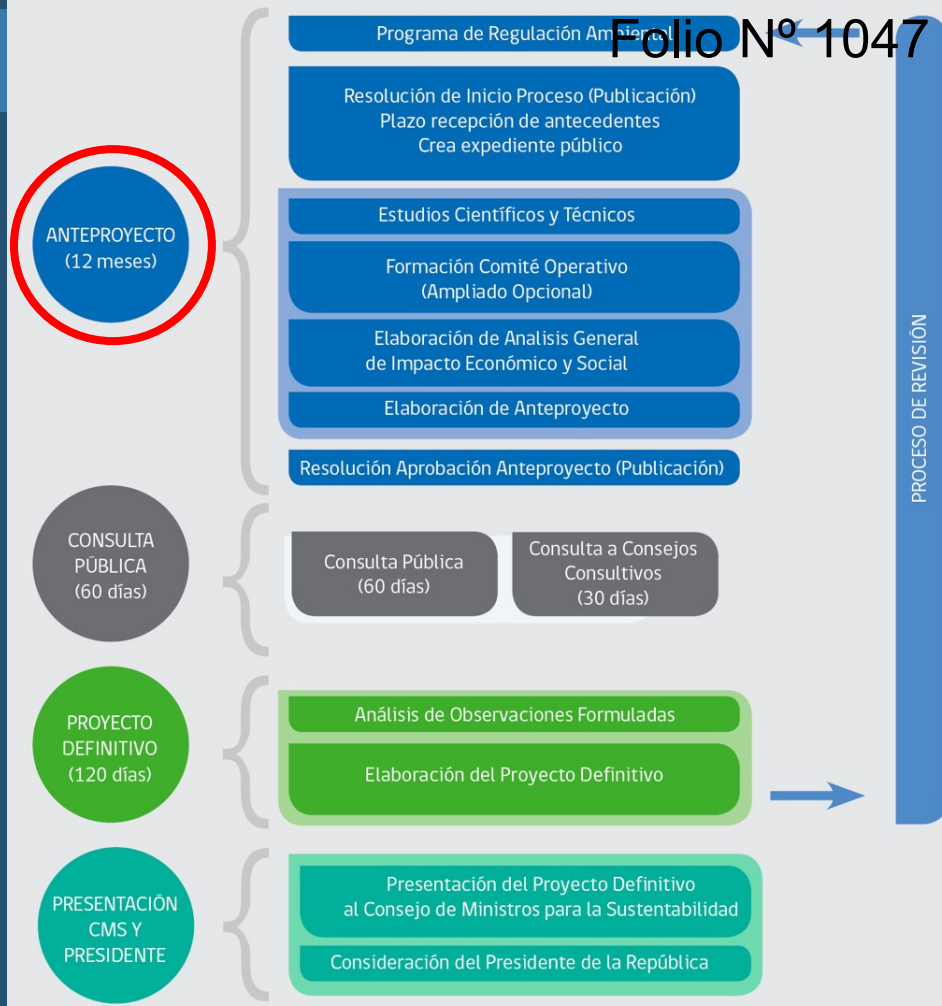 Folio Nº 1047
Programa de Regulación Ambiental
Resolución de Inicio Proceso (Publicación)
Plazo recepción de antecedentes
Crea expediente público
ANTEPROYECTO
(12 meses)
Estudios Científicos y Técnicos
Formación Comité Operativo
(Ampliado Opcional)
Elaboración de Analisis General
de Impacto Económico y Social
Elaboración de Anteproyecto
Resolución Aprobación Anteproyecto (Publicación)
PROCESO DE REVISIÓN
CONSULTA
PÚBLICA
(60 días)
Consulta Pública
(60 días)
Consulta a Consejos
Consultivos
(30 días)
PROYECTO
DEFINITIVO
(120 días)
Análisis de Observaciones Formuladas
Elaboración del Proyecto Definitivo
PRESENTACIÓN
CMS Y
PRESIDENTE
Presentación del Proyecto Definitivo
al Consejo de Ministros para la Sustentabilidad
Consideración del Presidente de la República